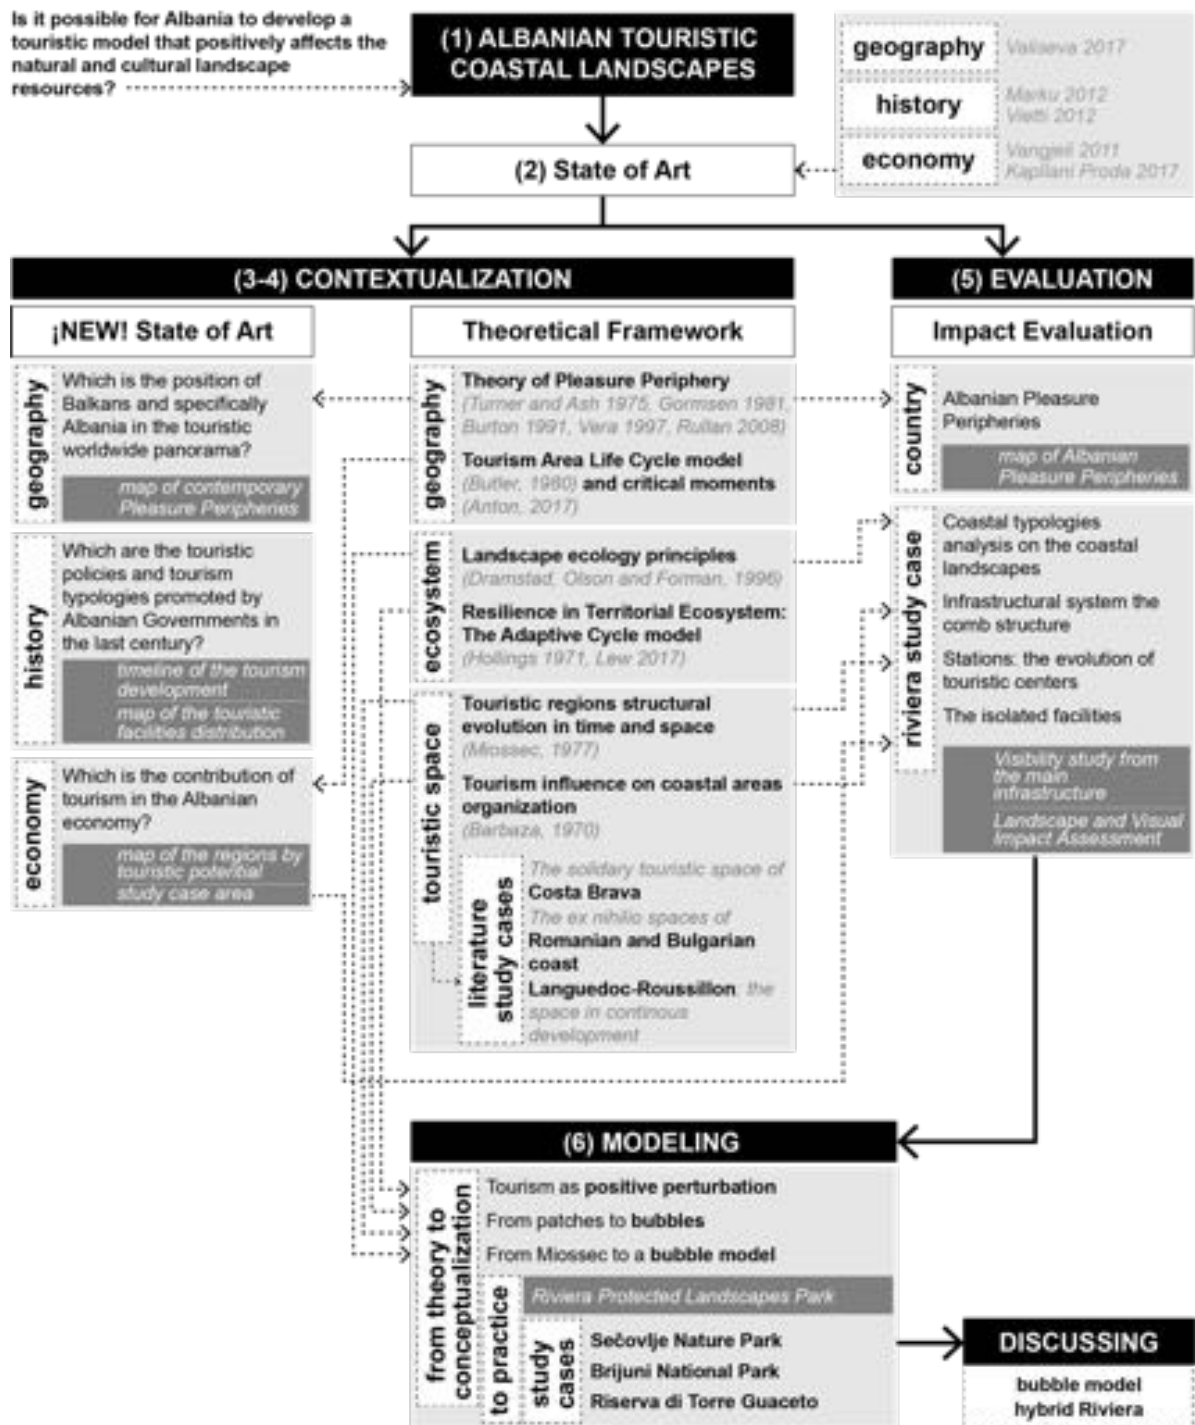 Is it possible for Albania to develop a
touristic model that positively affects the
natural and cultural landscape
resources?
(1) ALBANIAN TOURISTIC
COASTAL LANDSCAPES
geography
Valiseva 2017
history
Marku 2012
Vietti 2012
economy
Vangjeli 2011
Kapllani Proda 2017
(2) State of Art
(3-4) CONTEXTUALIZATION
¡NEW! State of Art
geography
Which is the position of
Balkans and specifically
Albania in the touristic
worldwide panorama?
map of contemporary
Pleasure Peripheries
history
Which are the touristic
policies and tourism
typologies promoted by
Albanian Governments in
the last century?
timeline of the tourism
development
map of the touristic
facilities distribution
economy
Which is the contribution of
tourism in the Albanian
economy?
map of the regions by
touristic potential
study case area
Theoretical Framework
geography
Theory of Pleasure Periphery
(Turner and Ash 1975, Gormsen 1981,
Burton 1991, Vera 1997, Rullan 2008)
Tourism Area Life Cycle model
(Butler, 1980) and critical moments
(Anton, 2017)
ecosystem
Landscape ecology principles
(Dramstad, Olson and Forman, 1996)
Resilience in Territorial Ecosystem:
The Adaptive Cycle model
(Hollings 1971, Lew 2017)
touristic space
Touristic regions structural
evolution in time and space
(Miossec, 1977)
Tourism influence on coastal areas
organization
(Barbaza, 1970)
literature
study cases
The solidary touristic space of
Costa Brava
The ex nihilio spaces of
Romanian and Bulgarian
coast
Languedoc-Roussillon: the
space in continous
development
(5) EVALUATION
Impact Evaluation
country
Albanian Pleasure
Peripheries
map of Albanian
Pleasure Peripheries
riviera study case
Coastal typologies
analysis on the coastal
landscapes
Infrastructural system the
comb structure
Stations: the evolution of
touristic centers
The isolated facilities
Visibility study from
the main
infrastructure
Landscape and Visual
Impact Assessment
(6) MODELING
from theory to
conceptualization
Tourism as positive perturbation
From patches to bubbles
From Miossec to a bubble model
to practice
Riviera Protected Landscapes Park
study
cases
Sečovlje Nature Park
Brijuni National Park
Riserva di Torre Guaceto
DISCUSSING
bubble model
hybrid Riviera